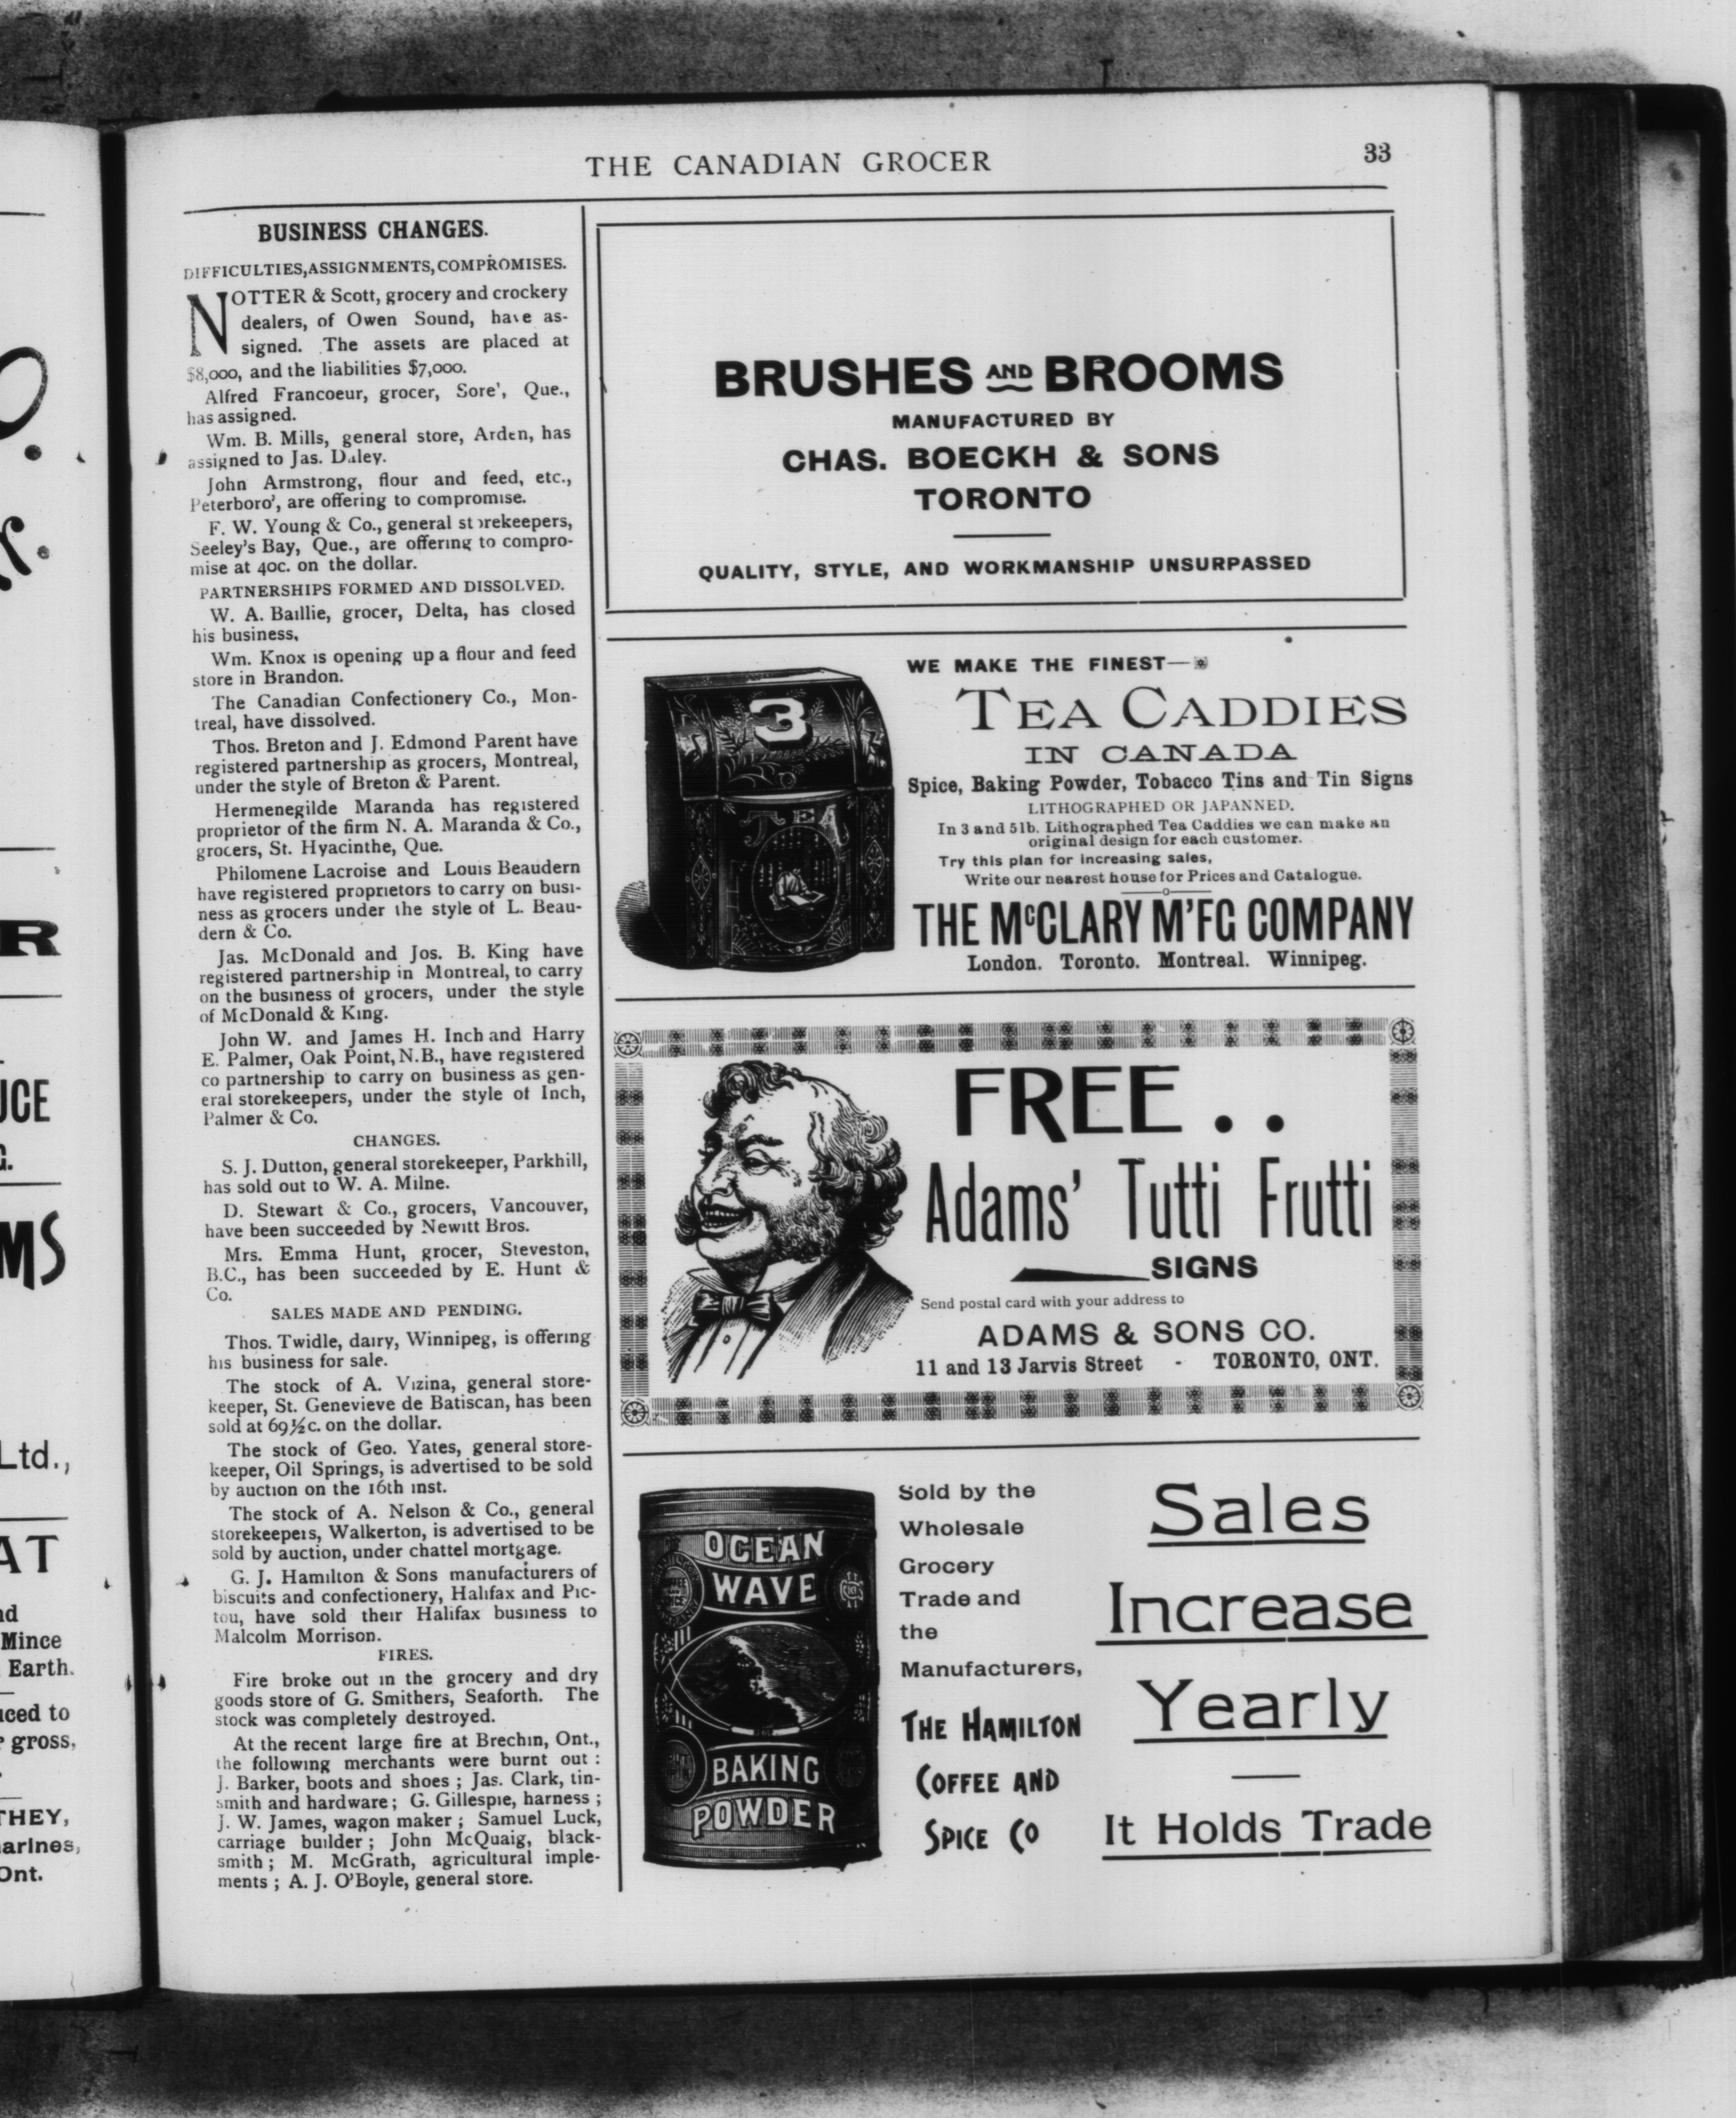 THE CANADIAN GROCER
33
BUSINESS CHANGES.
DIFFICULTIES, ASSIGNMENTS, COMPROMISES.
NOTTER & Scott, grocery and crockery
dealers, of Owen Sound, have as-
signed. The assets are placed at
$8,000, and the liabilities $7,000.
Alfred Francoeur, grocer, Sore', Que.,
has assigned.
Wm. B. Mills, general store, Arden, has
assigned to Jas. Daley.
John Armstrong, flour and feed, etc.,
Peterboro', are offering to compromise.
F. W. Young & Co., general storekeepers,
Seeley's Bay, Que., are offering to compro-
mise at 40c. on the dollar.
PARTNERSHIPS FORMED AND DISSOLVED.
W. A. Baillie, grocer, Delta, has closed
his business,
Wm. Knox is opening up a flour and feed
store in Brandon.
The Canadian Confectionery Co., Mon-
treal, have dissolved.
Thos. Breton and J. Edmond Parent have
registered partnership as grocers, Montreal,
under the style of Breton & Parent.
Hermenegilde Maranda has registered
proprietor of the firm N. A. Maranda & Co.,
grocers, St. Hyacinthe, Que.
Philomene Lacroise and Louis Beaudern
have registered proprietors to carry on busi-
ness as grocers under the style of L. Beau-
dern & Co.
Jas. McDonald and Jos. B. King have
registered partnership in Montreal, to carry
on the business of grocers, under the style
of McDonald & King.
John W. and James H. Inch and Harry
E. Palmer, Oak Point, N.B., have registered
co partnership to carry on business as gen-
eral storekeepers, under the style of Inch,
Palmer & Co.
CHANGES.
S. J. Dutton, general storekeeper, Parkhill,
has sold out to W. A. Milne.
D. Stewart & Co., grocers, Vancouver,
have been succeeded by Newitt Bros.
Mrs. Emma Hunt, grocer, Steveston,
B.C., has been succeeded by E. Hunt &
Co.
SALES MADE AND PENDING.
Thos. Twidle, dairy, Winnipeg, is offering
his business for sale.
The stock of A. Vizina, general store-
keeper, St. Genevieve de Batiscan, has been
sold at 69½c. on the dollar.
The stock of Geo. Yates, general store-
keeper, Oil Springs, is advertised to be sold
by auction on the 16th inst.
The stock of A. Nelson & Co., general
storekeepers, Walkerton, is advertised to be
sold by auction, under chattel mortgage.
G. J. Hamilton & Sons manufacturers of
biscuits and confectionery, Halifax and Pic-
tou, have sold their Halifax business to
Malcolm Morrison.
FIRES.
Fire broke out in the grocery and dry
goods store of G. Smithers, Seaforth. The
stock was completely destroyed.
At the recent large fire at Brechin, Ont.,
the following merchants were burnt out :
J. Barker, boots and shoes ; Jas. Clark, tin-
smith and hardware ; G. Gillespie, harness ;
J. W. James, wagon maker ; Samuel Luck,
carriage builder ; John McQuaig, black-
smith ; M. McGrath, agricultural imple-
ments ; A. J. O'Boyle, general store.
BRUSHES AND BROOMS
MANUFACTURED BY
CHAS. BOECKH & SONS
TORONTO
QUALITY, STYLE, AND WORKMANSHIP UNSURPASSED
3
TEA
WE MAKE THE FINEST—
TEA CADDIES
IN CANADA
Spice, Baking Powder, Tobacco Tins and Tin Signs
LITHOGRAPHED OR JAPANNED.
In 3 and 5lb. Lithographed Tea Caddies we can make an
original design for each customer.
Try this plan for increasing sales,
Write our nearest house for Prices and Catalogue.
THE McCLARY M'F'G COMPANY
London. Toronto. Montreal. Winnipeg.
FREE . .
Adams' Tutti Frutti
SIGNS
Send postal card with your address to
ADAMS & SONS CO.
11 and 13 Jarvis Street - TORONTO, ONT.
OCEAN
WAVE
BAKING
POWDER
Sold by the
Wholesale
Grocery
Trade and
the
Manufacturers,
THE HAMILTON
COFFEE AND
SPICE CO
Sales
Increase
Yearly
It Holds Trade
R
UCE
MS
Ltd.,
AT
Mince
Earth.
to
gross,
THEY,
Ont.